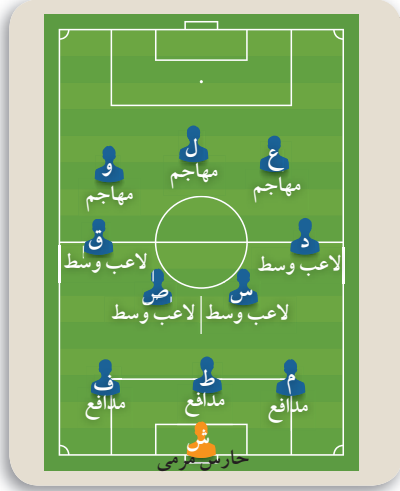 ل
مهاجم
ع
مهاجم
و
مهاجم
د
لاعب وسط
ق
لاعب وسط
س
لاعب وسط
ص
لاعب وسط
م
مدافع
ط
مدافع
ف
مدافع
ش
حارس مرمى